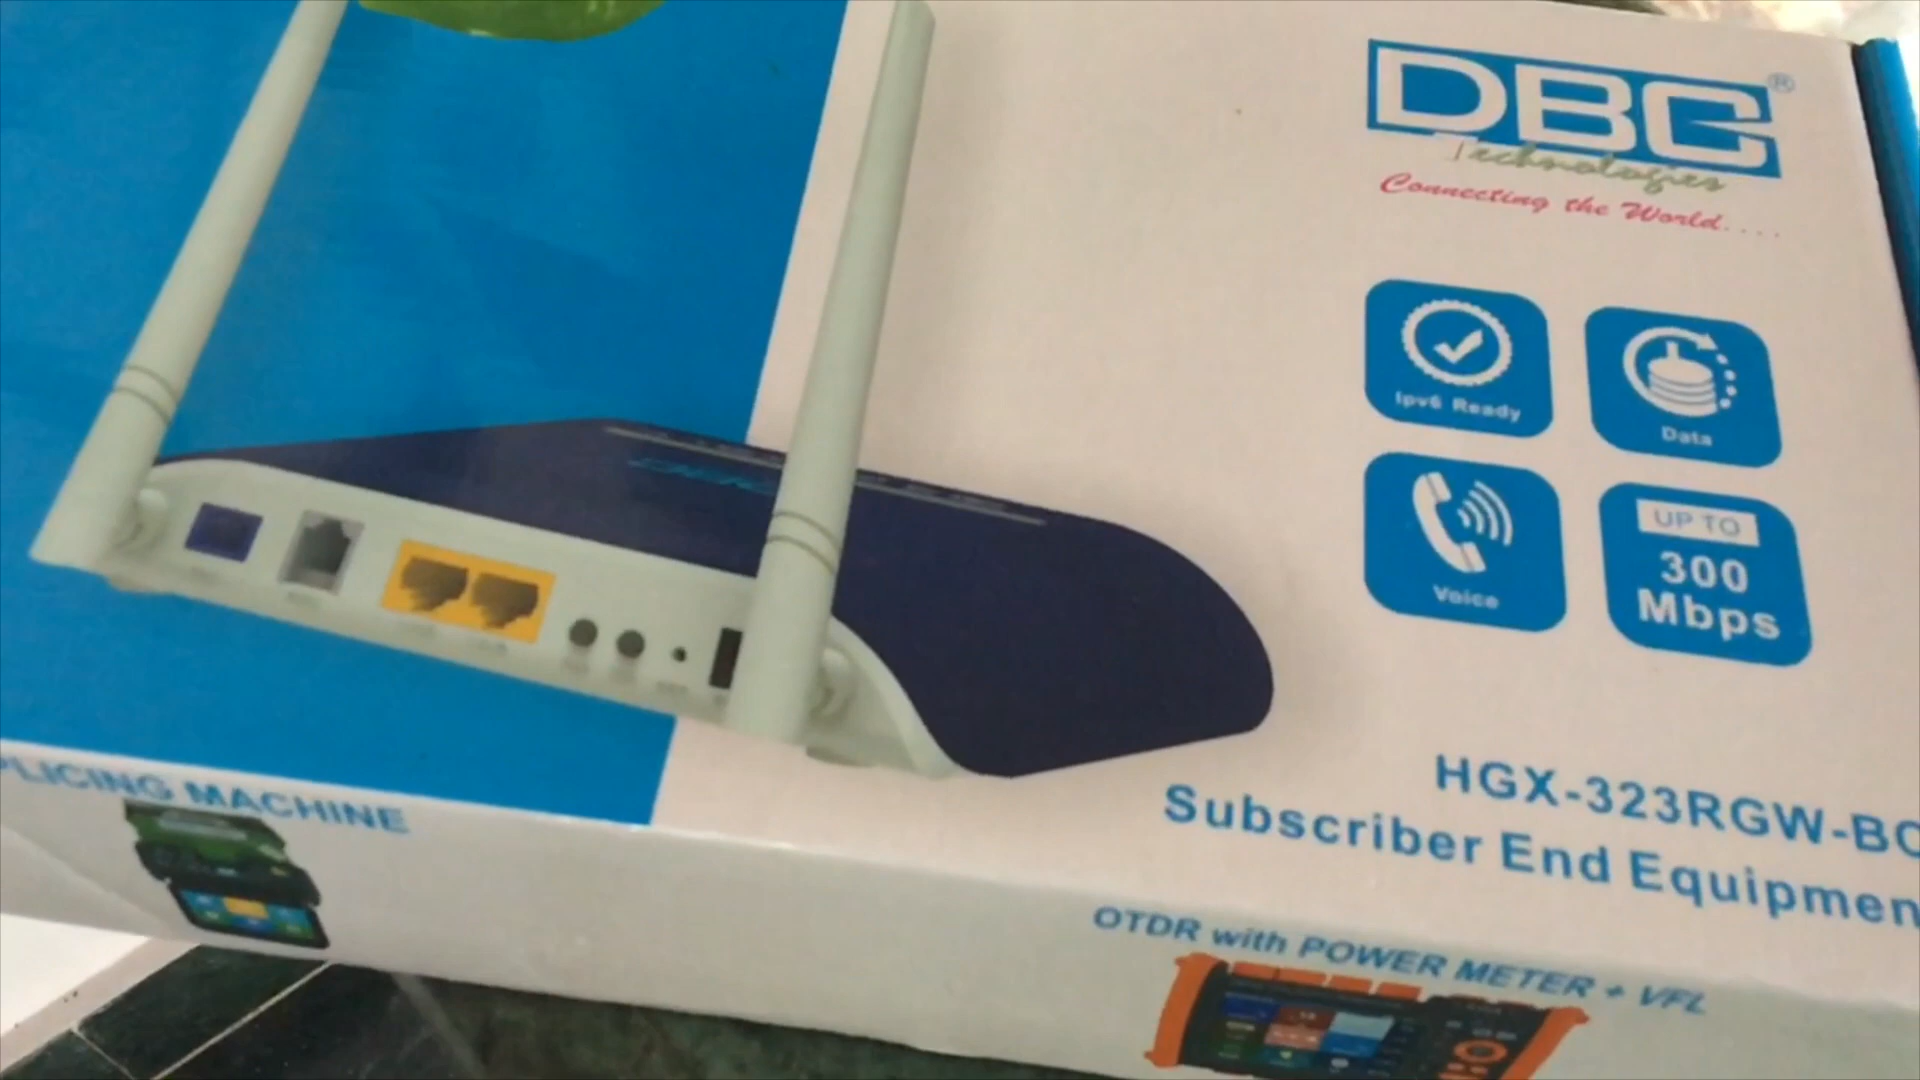 DBC®
Technologies
Connecting the World....
Ipv6 Ready
Data
Voice
UP TO
300
Mbps
HGX-323RGW-BC
Subscriber End Equipmen
PLICING MACHINE
OTDR with POWER METER + VFL